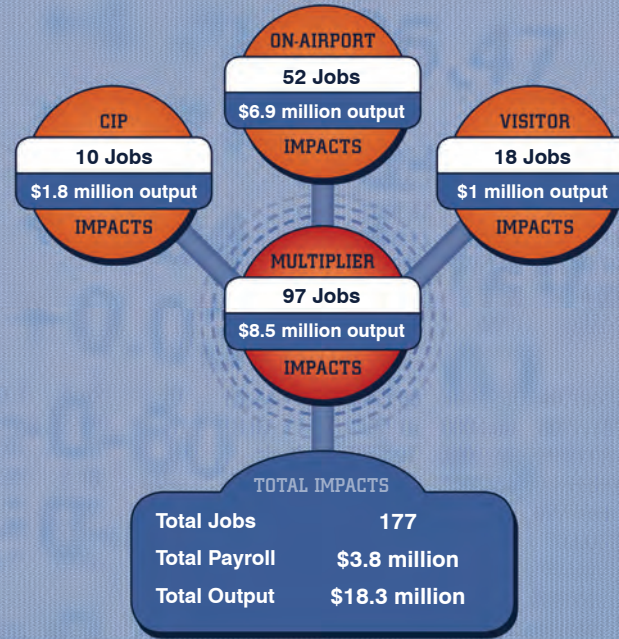 ON-AIRPORT
52 Jobs
$6.9 million output
IMPACTS
CIP
10 Jobs
$1.8 million output
IMPACTS
VISITOR
18 Jobs
$1 million output
IMPACTS
MULTIPLIER
97 Jobs
$8.5 million output
IMPACTS
TOTAL IMPACTS
Total Jobs 177
Total Payroll $3.8 million
Total Output $18.3 million